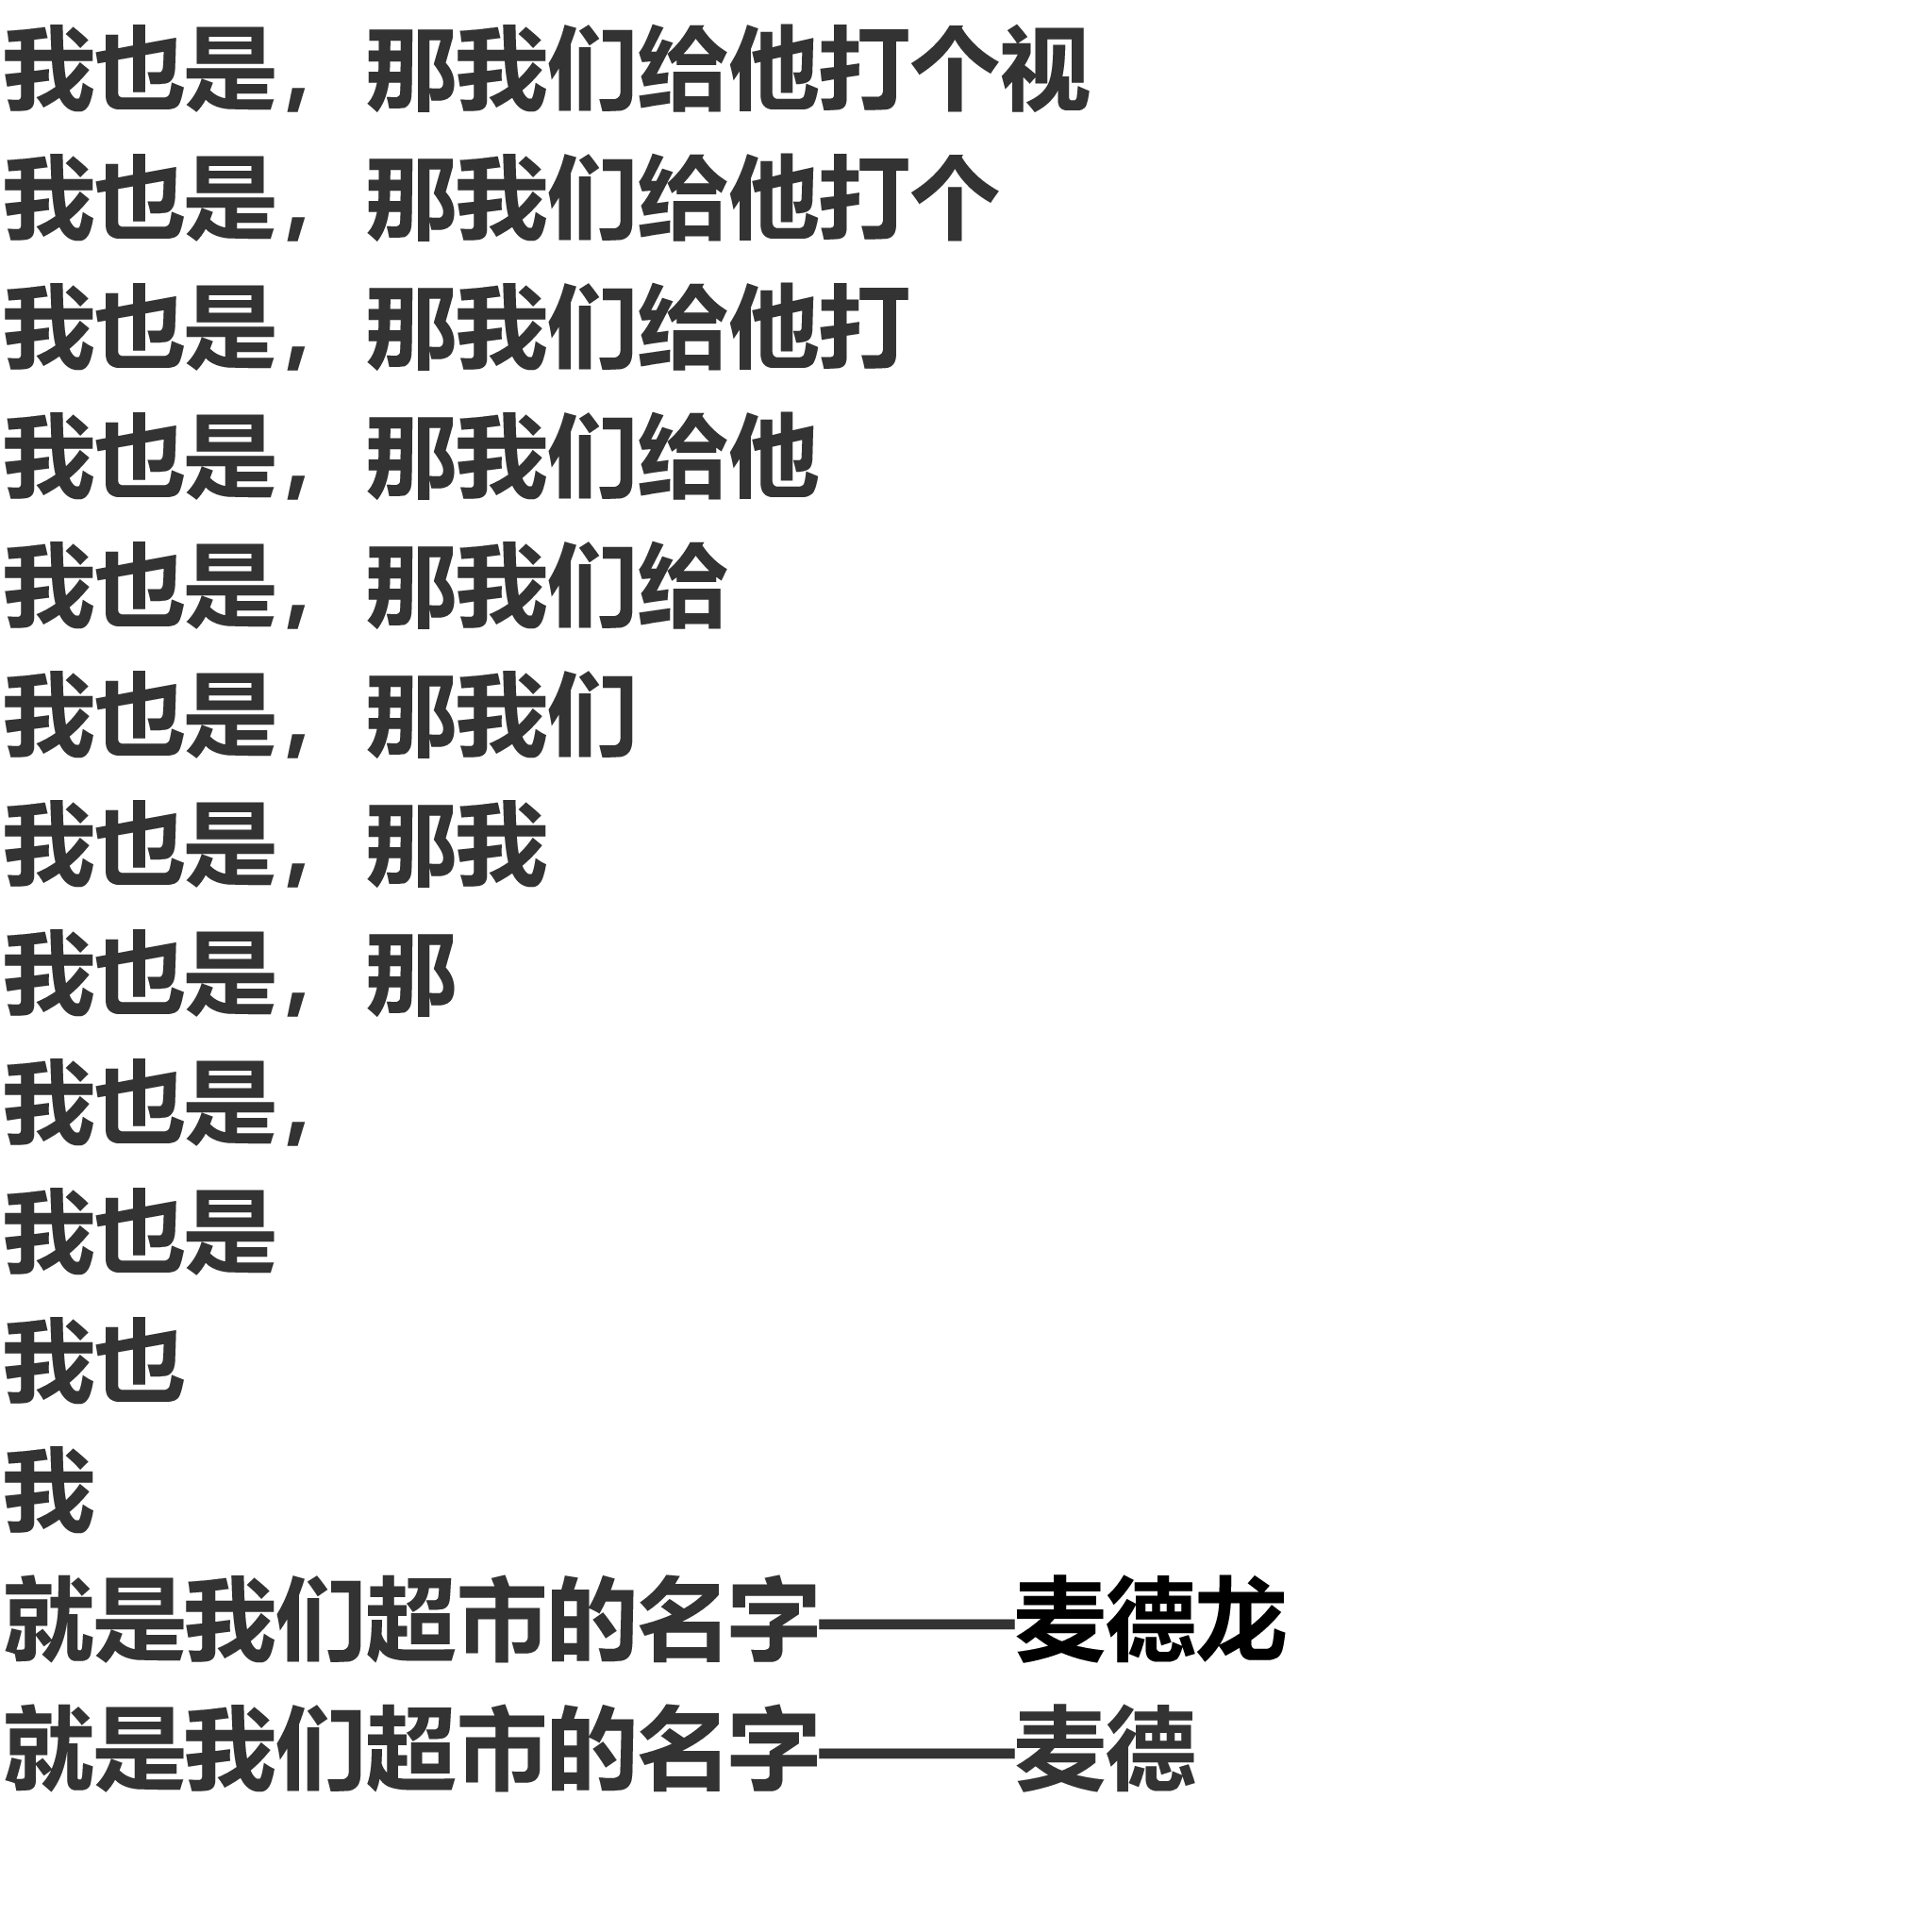 我也是，那我们给他打个视
我也是，那我们给他打个
我也是，那我们给他打
我也是，那我们给他
我也是，那我们给
我也是，那我们
我也是，那我
我也是，那
我也是，
我也是
我也
我
就是我们超市的名字——麦德龙
就是我们超市的名字——麦德